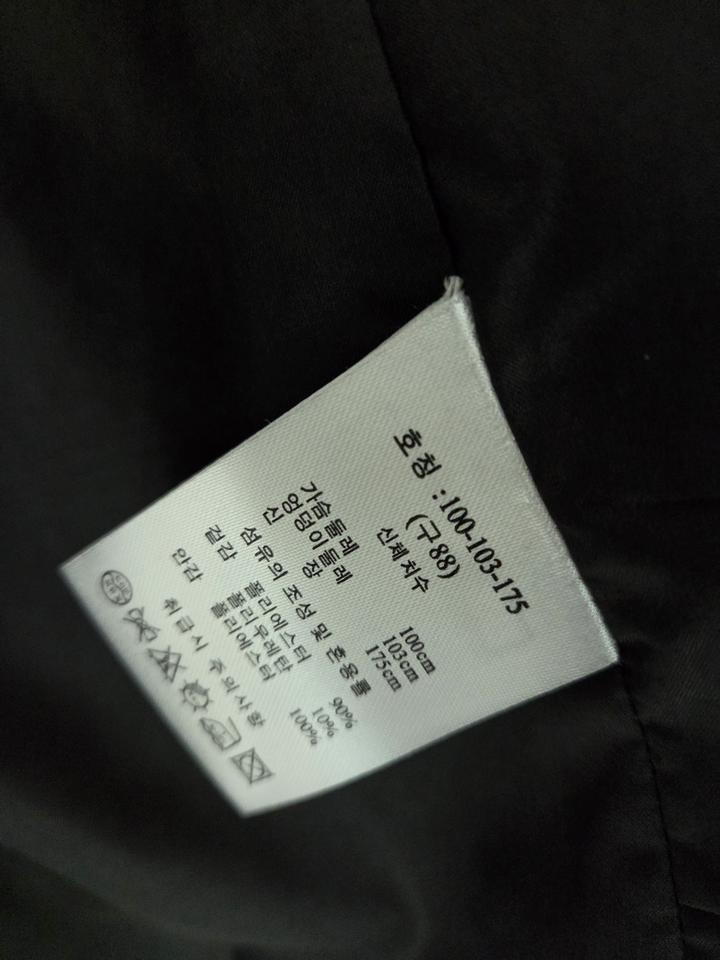 호칭 : 100-103-175
(구 88)
신체치수
가슴둘레 100cm
엉덩이둘레 103cm
신 장 175cm
섬유의 조성 및 혼용률
겉감 폴리에스터 90%
폴리우레탄 10%
안감 폴리에스터 100%
취급시 주의사항